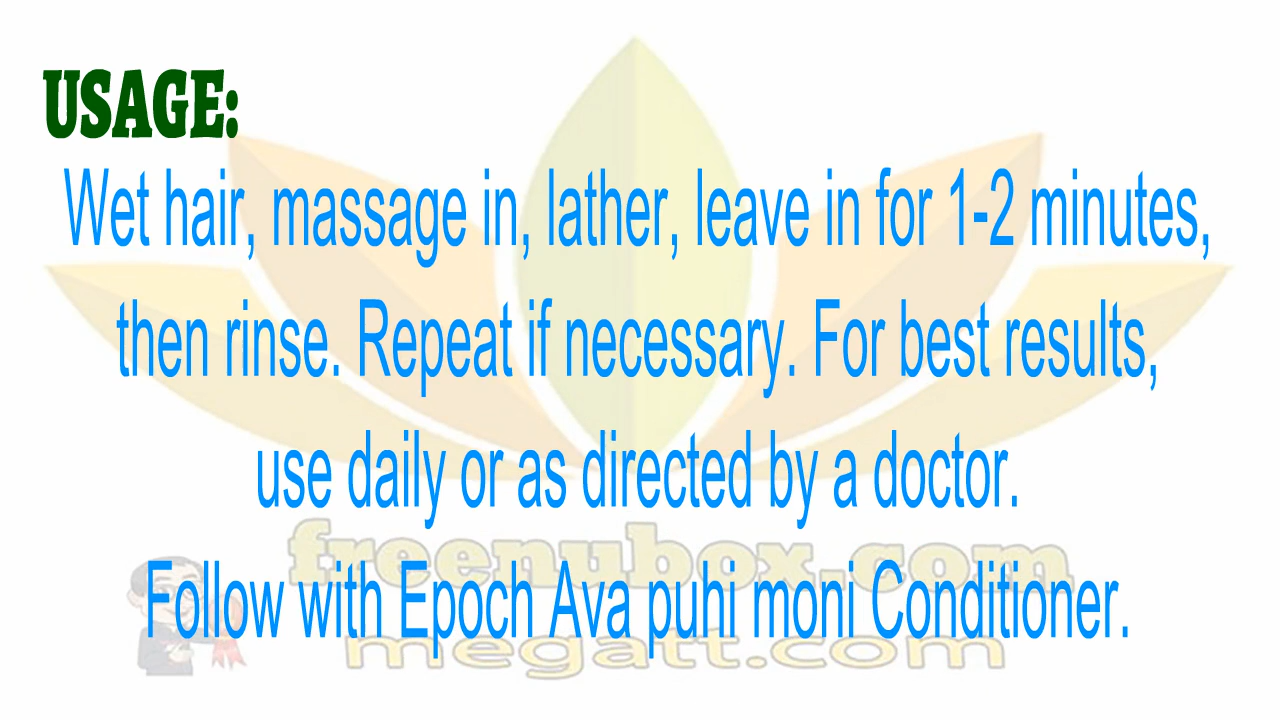 USAGE:
Wet hair, massage in, lather, leave in for 1-2 minutes,
then rinse. Repeat if necessary. For best results,
use daily or as directed by a doctor.
freenubox.com
Follow with Epoch Ava puhi moni Conditioner.
megatt.com